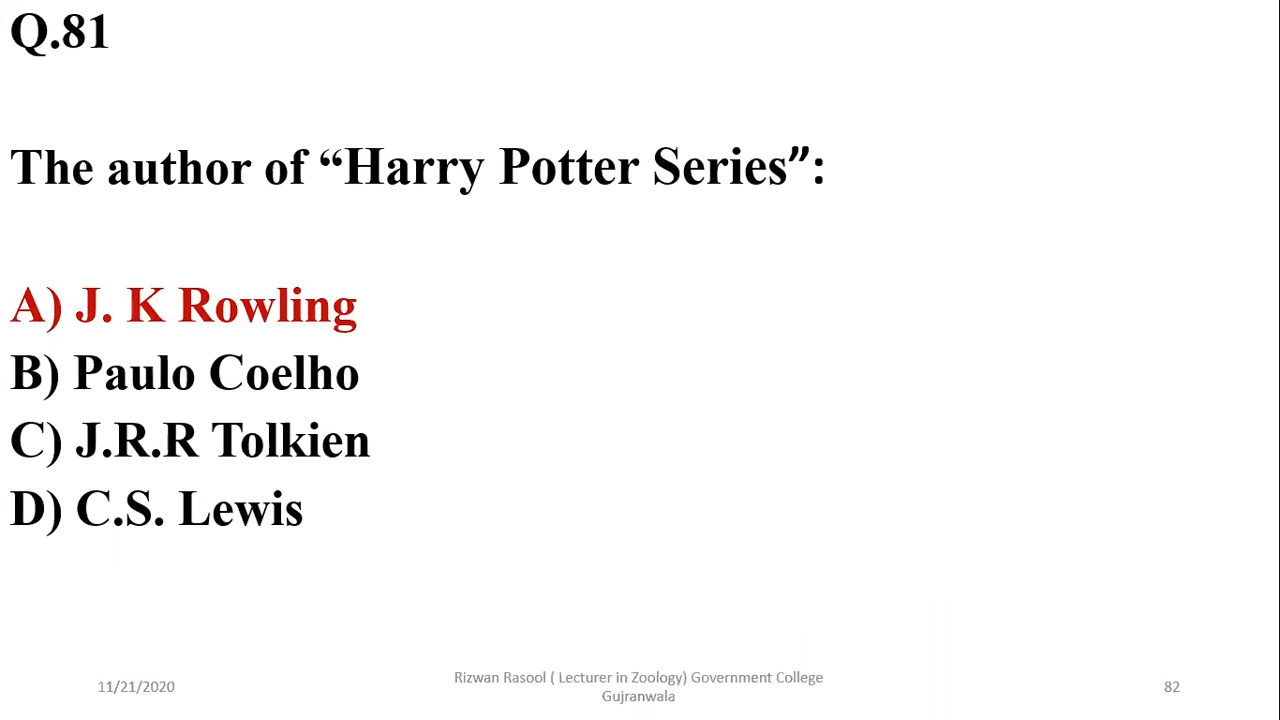 Q.81
The author of “Harry Potter Series”:
A) J. K Rowling
B) Paulo Coelho
C) J.R.R Tolkien
D) C.S. Lewis
11/21/2020
Rizwan Rasool ( Lecturer in Zoology) Government College
Gujranwala
82